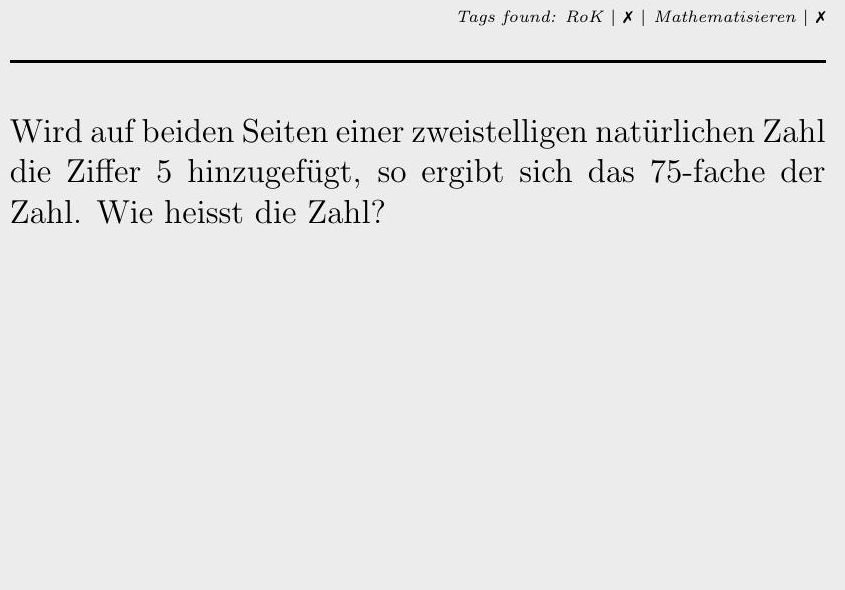 Tags found: RoK | ✗ | Mathematisieren | ✗
Wird auf beiden Seiten einer zweistelligen natürlichen Zahl
die Ziffer 5 hinzugefügt, so ergibt sich das 75-fache der
Zahl. Wie heisst die Zahl?